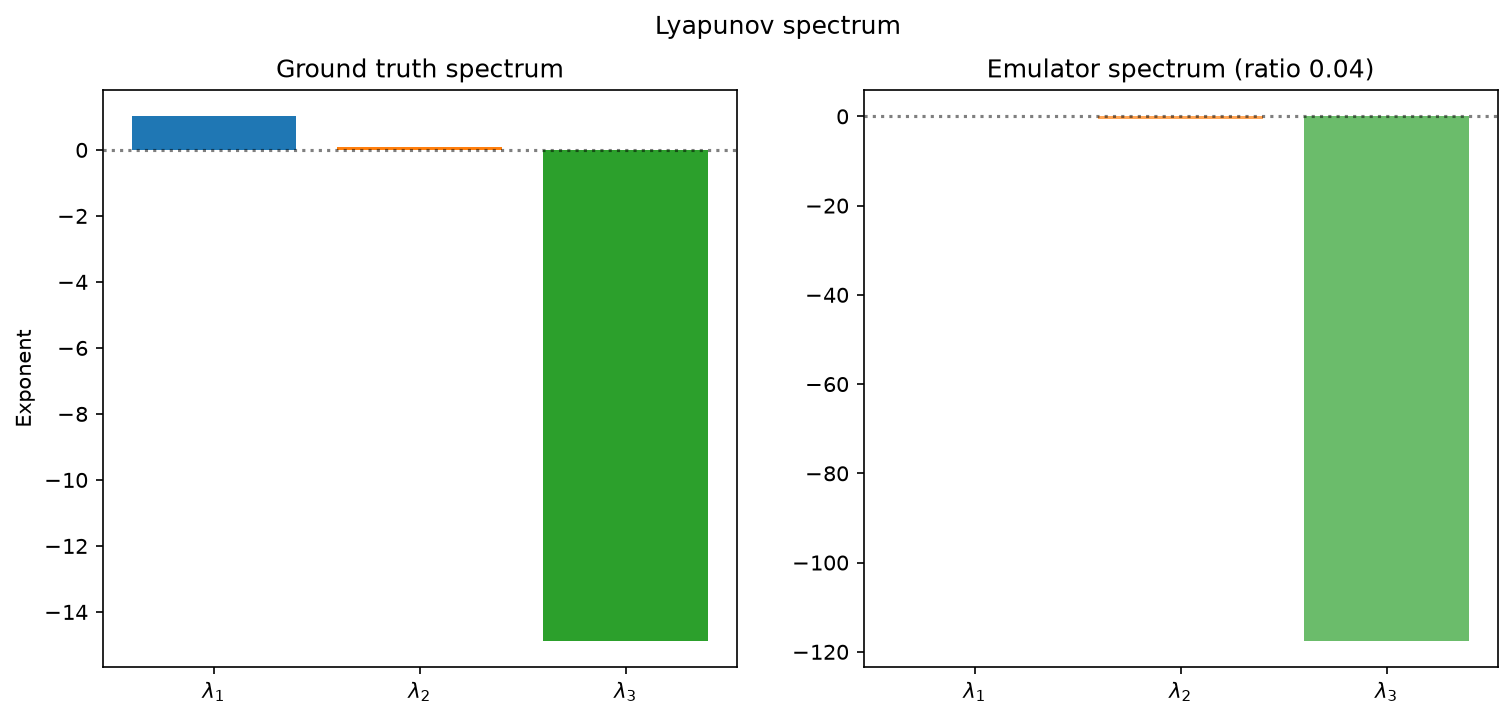 Lyapunov spectrum
Ground truth spectrum
Exponent
0
−2
−4
−6
−8
−10
−12
−14
λ₁ λ₂ λ₃
Emulator spectrum (ratio 0.04)
0
−20
−40
−60
−80
−100
−120
λ₁ λ₂ λ₃